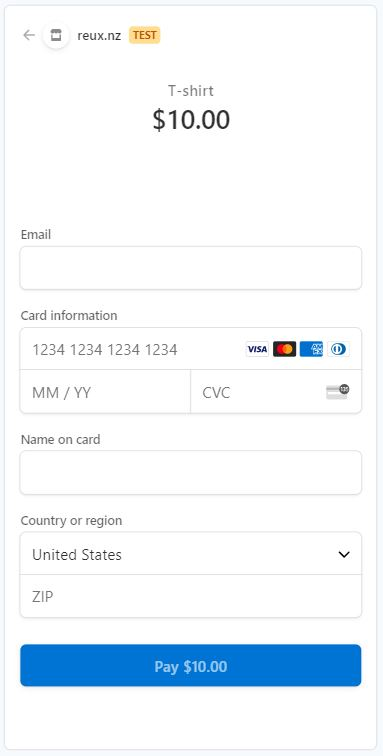 reux.nz TEST
T-shirt
$10.00
Email
Card information
1234 1234 1234 1234 VISA
MM / YY CVC
Name on card
Country or region
United States
ZIP
Pay $10.00